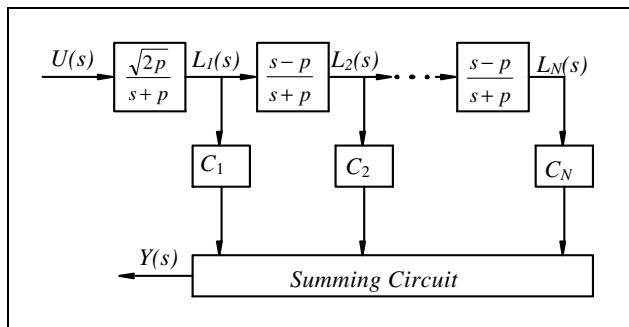 U(s)
√2p
s + p
L1(s)
s − p
s + p
L2(s)
s − p
s + p
LN(s)
C1
C2
CN
Y(s)
Summing Circuit